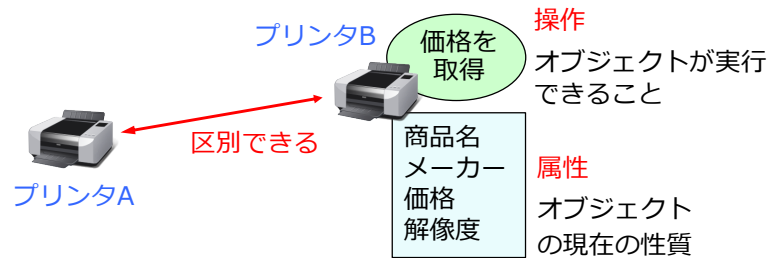 プリンタB
価格を
取得
操作
オブジェクトが実行
できること
区別できる
プリンタA
商品名
メーカー
価格
解像度
属性
オブジェクト
の現在の性質